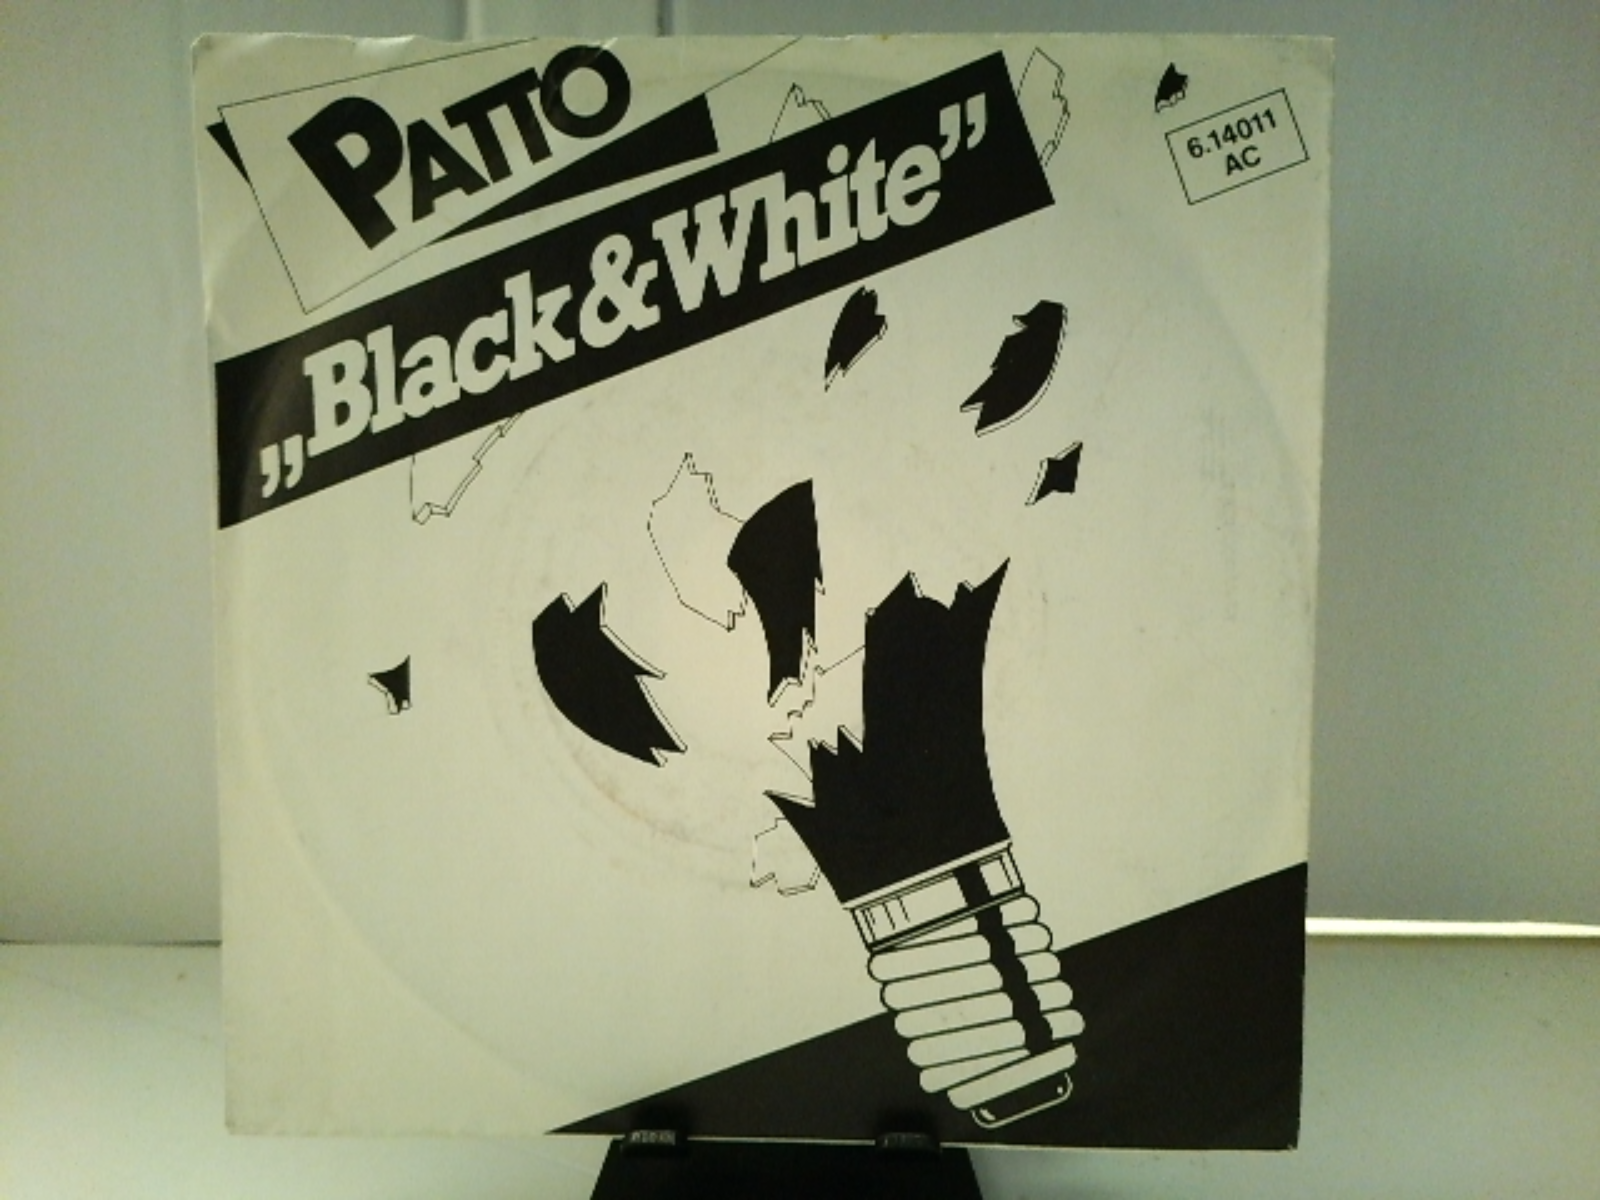 PATTO
„Black & White”
6.14011
AC